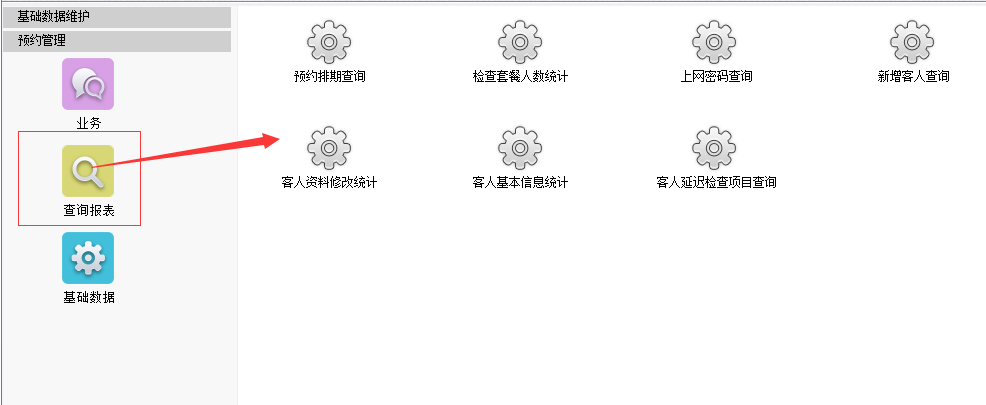 基础数据维护
预约管理
业务
查询报表
基础数据
预约排期查询
检查套餐人数统计
上网密码查询
新增客人查询
客人资料修改统计
客人基本信息统计
客人延迟检查项目查询